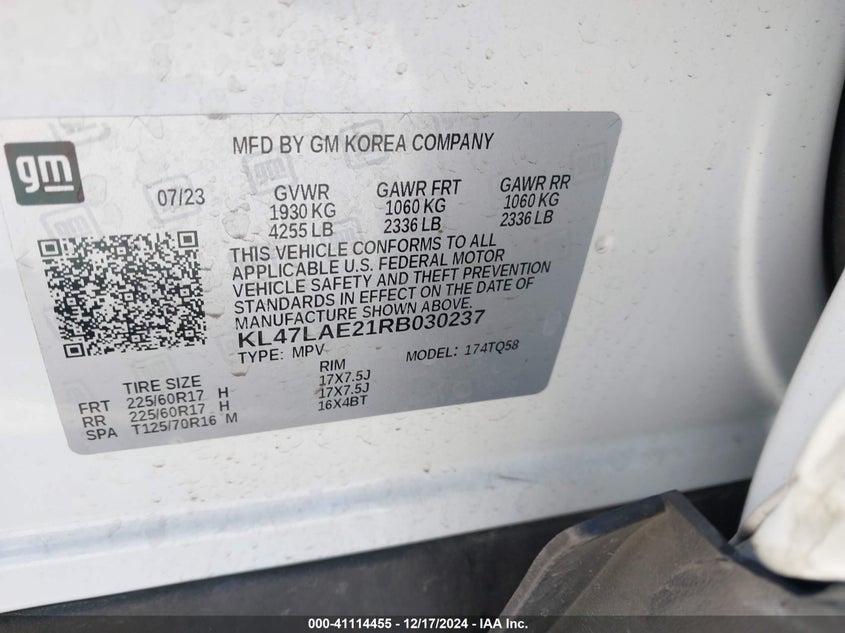 gm
MFD BY GM KOREA COMPANY
07/23 GVWR GAWR FRT GAWR RR
1930 KG 1060 KG 1060 KG
4255 LB 2336 LB 2336 LB
THIS VEHICLE CONFORMS TO ALL
APPLICABLE U.S. FEDERAL MOTOR
VEHICLE SAFETY AND THEFT PREVENTION
STANDARDS IN EFFECT ON THE DATE OF
MANUFACTURE SHOWN ABOVE.
KL47LAE21RB030237
TYPE: MPV MODEL: 174TQ58
TIRE SIZE RIM
FRT 225/60R17 H 17X7.5J
RR 225/60R17 H 17X7.5J
SPA T125/70R16 M 16X4BT
000-41114455 - 12/17/2024 - IAA Inc.